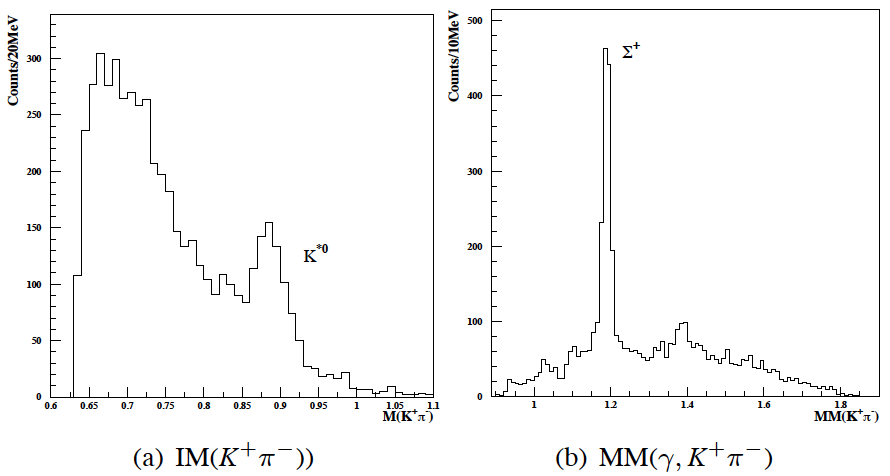 Counts/20MeV
300
250
200
150
100
50
0
K*0
0.6 0.65 0.7 0.75 0.8 0.85 0.9 0.95 1 1.05 1.1
M(K+π-)
(a) IM(K+π−))
Counts/10MeV
500
400
300
200
100
0
Σ+
1 1.2 1.4 1.6 1.8
MM(K+π-)
(b) MM(γ, K+π−)